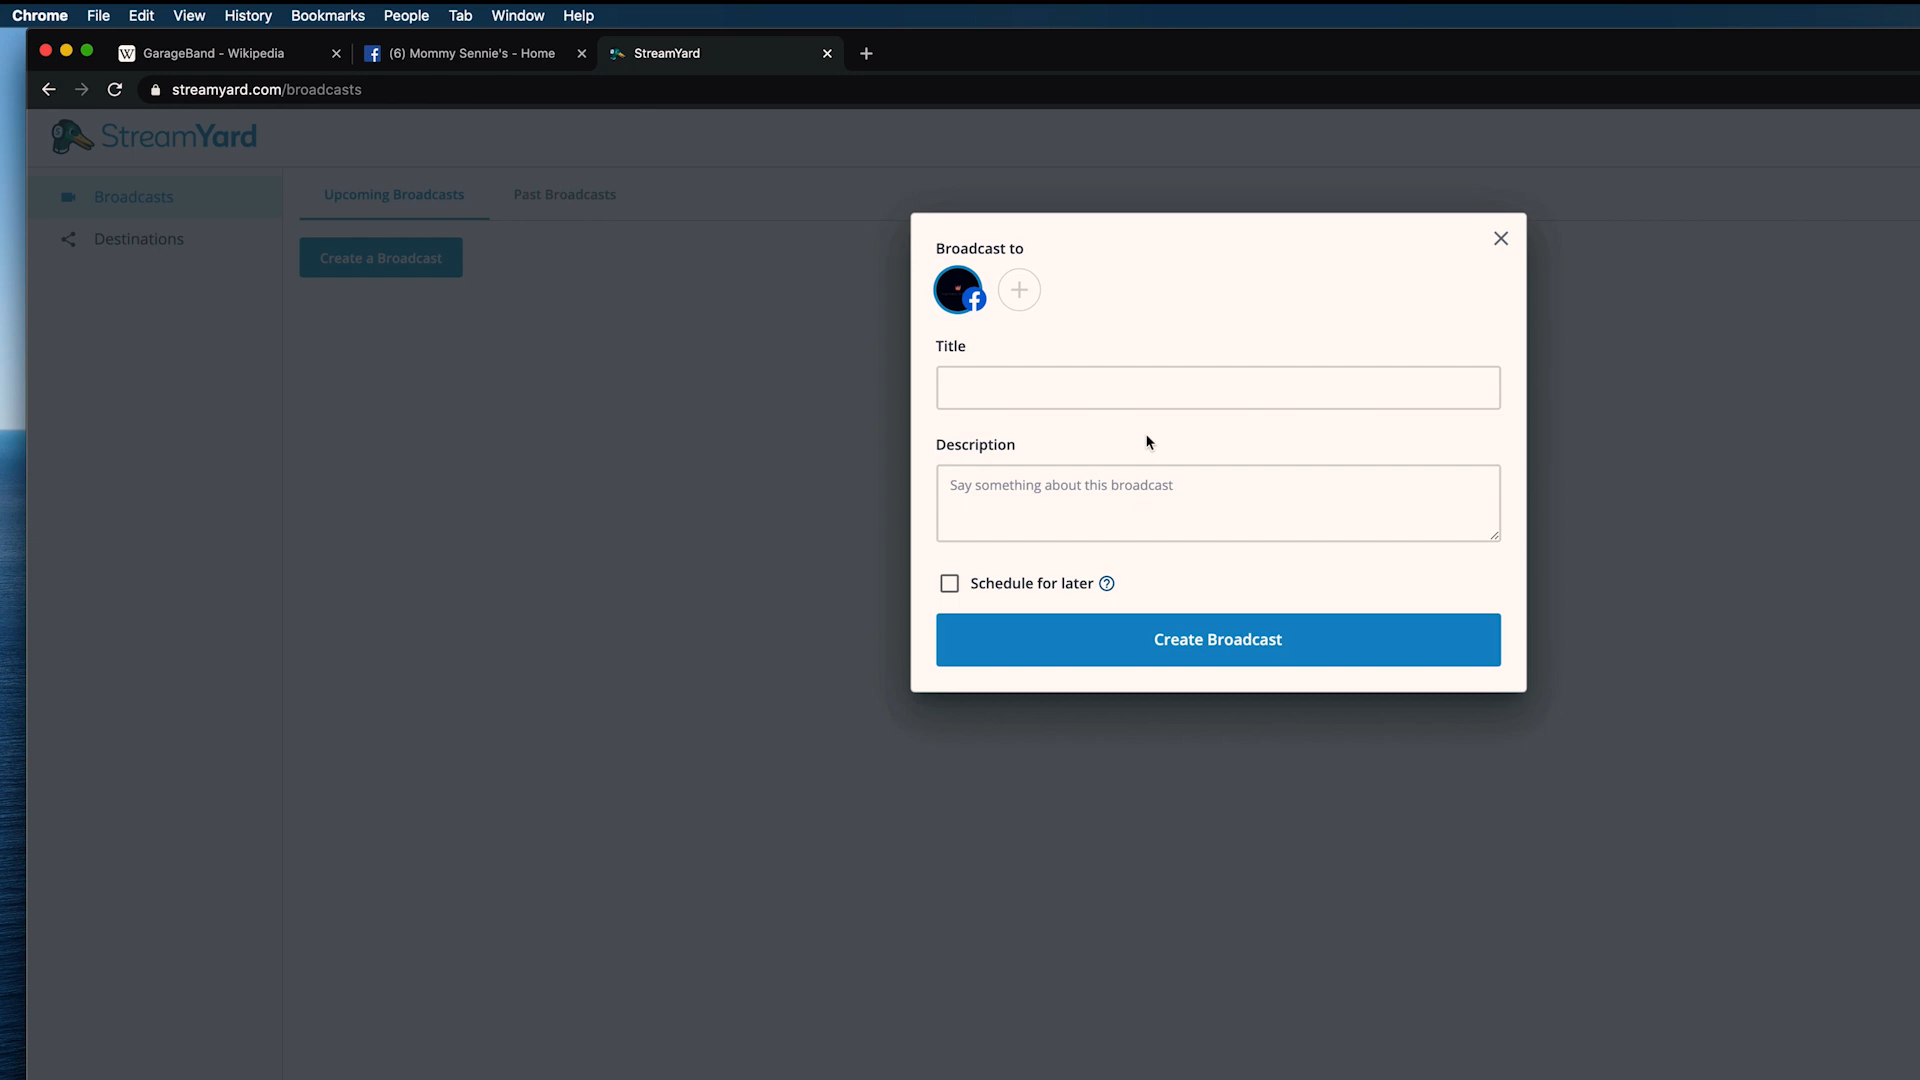 Chrome File Edit View History Bookmarks People Tab Window Help
GarageBand - Wikipedia (6) Mommy Sennie's - Home StreamYard
streamyard.com/broadcasts
StreamYard
Broadcasts
Destinations
Upcoming Broadcasts Past Broadcasts
Create a Broadcast
Broadcast to
Title
Description
Say something about this broadcast
Schedule for later
Create Broadcast